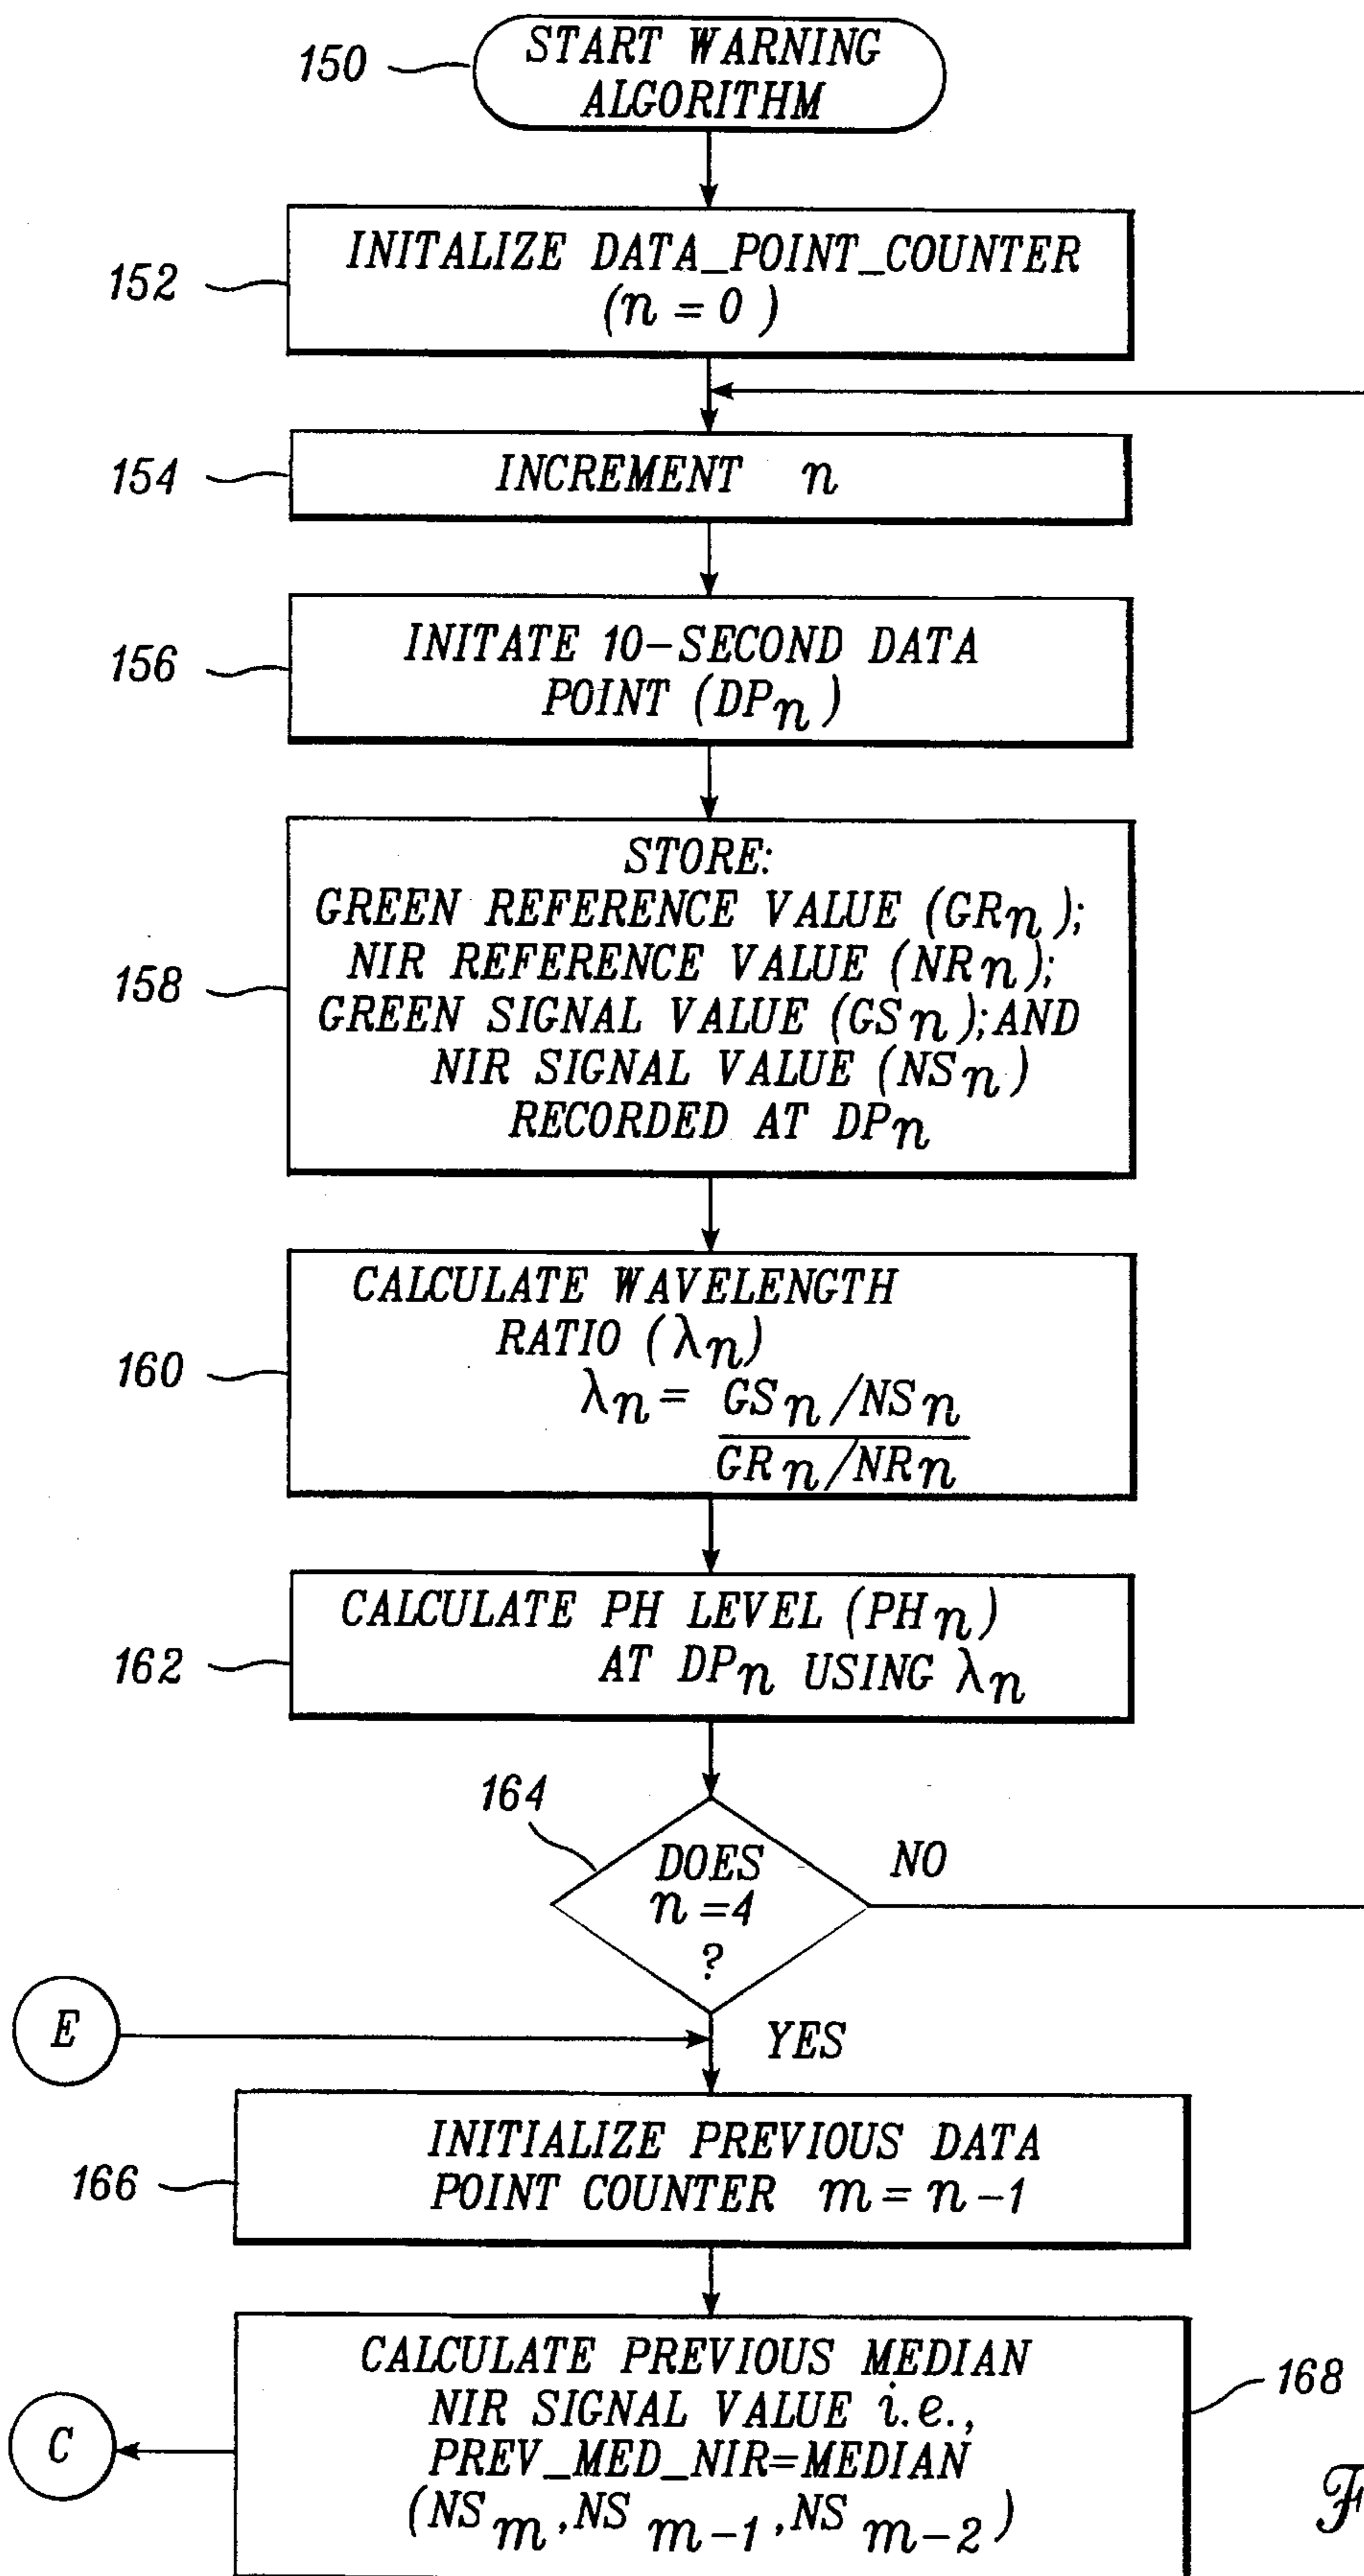 150
START WARNING
ALGORITHM
152
INITALIZE DATA_POINT_COUNTER
(n = 0 )
154
INCREMENT n
156
INITATE 10-SECOND DATA
POINT (DPn)
158
STORE:
GREEN REFERENCE VALUE (GRn);
NIR REFERENCE VALUE (NRn);
GREEN SIGNAL VALUE (GSn);AND
NIR SIGNAL VALUE (NSn)
RECORDED AT DPn
160
CALCULATE WAVELENGTH
RATIO (λn)
λn = GSn/NSn
GRn/NRn
162
CALCULATE PH LEVEL (PHn)
AT DPn USING λn
164
DOES
n =4
?
NO
E
YES
166
INITIALIZE PREVIOUS DATA
POINT COUNTER m = n-1
168
CALCULATE PREVIOUS MEDIAN
NIR SIGNAL VALUE i.e.,
PREV_MED_NIR=MEDIAN
(NSm,NSm-1,NSm-2)
C